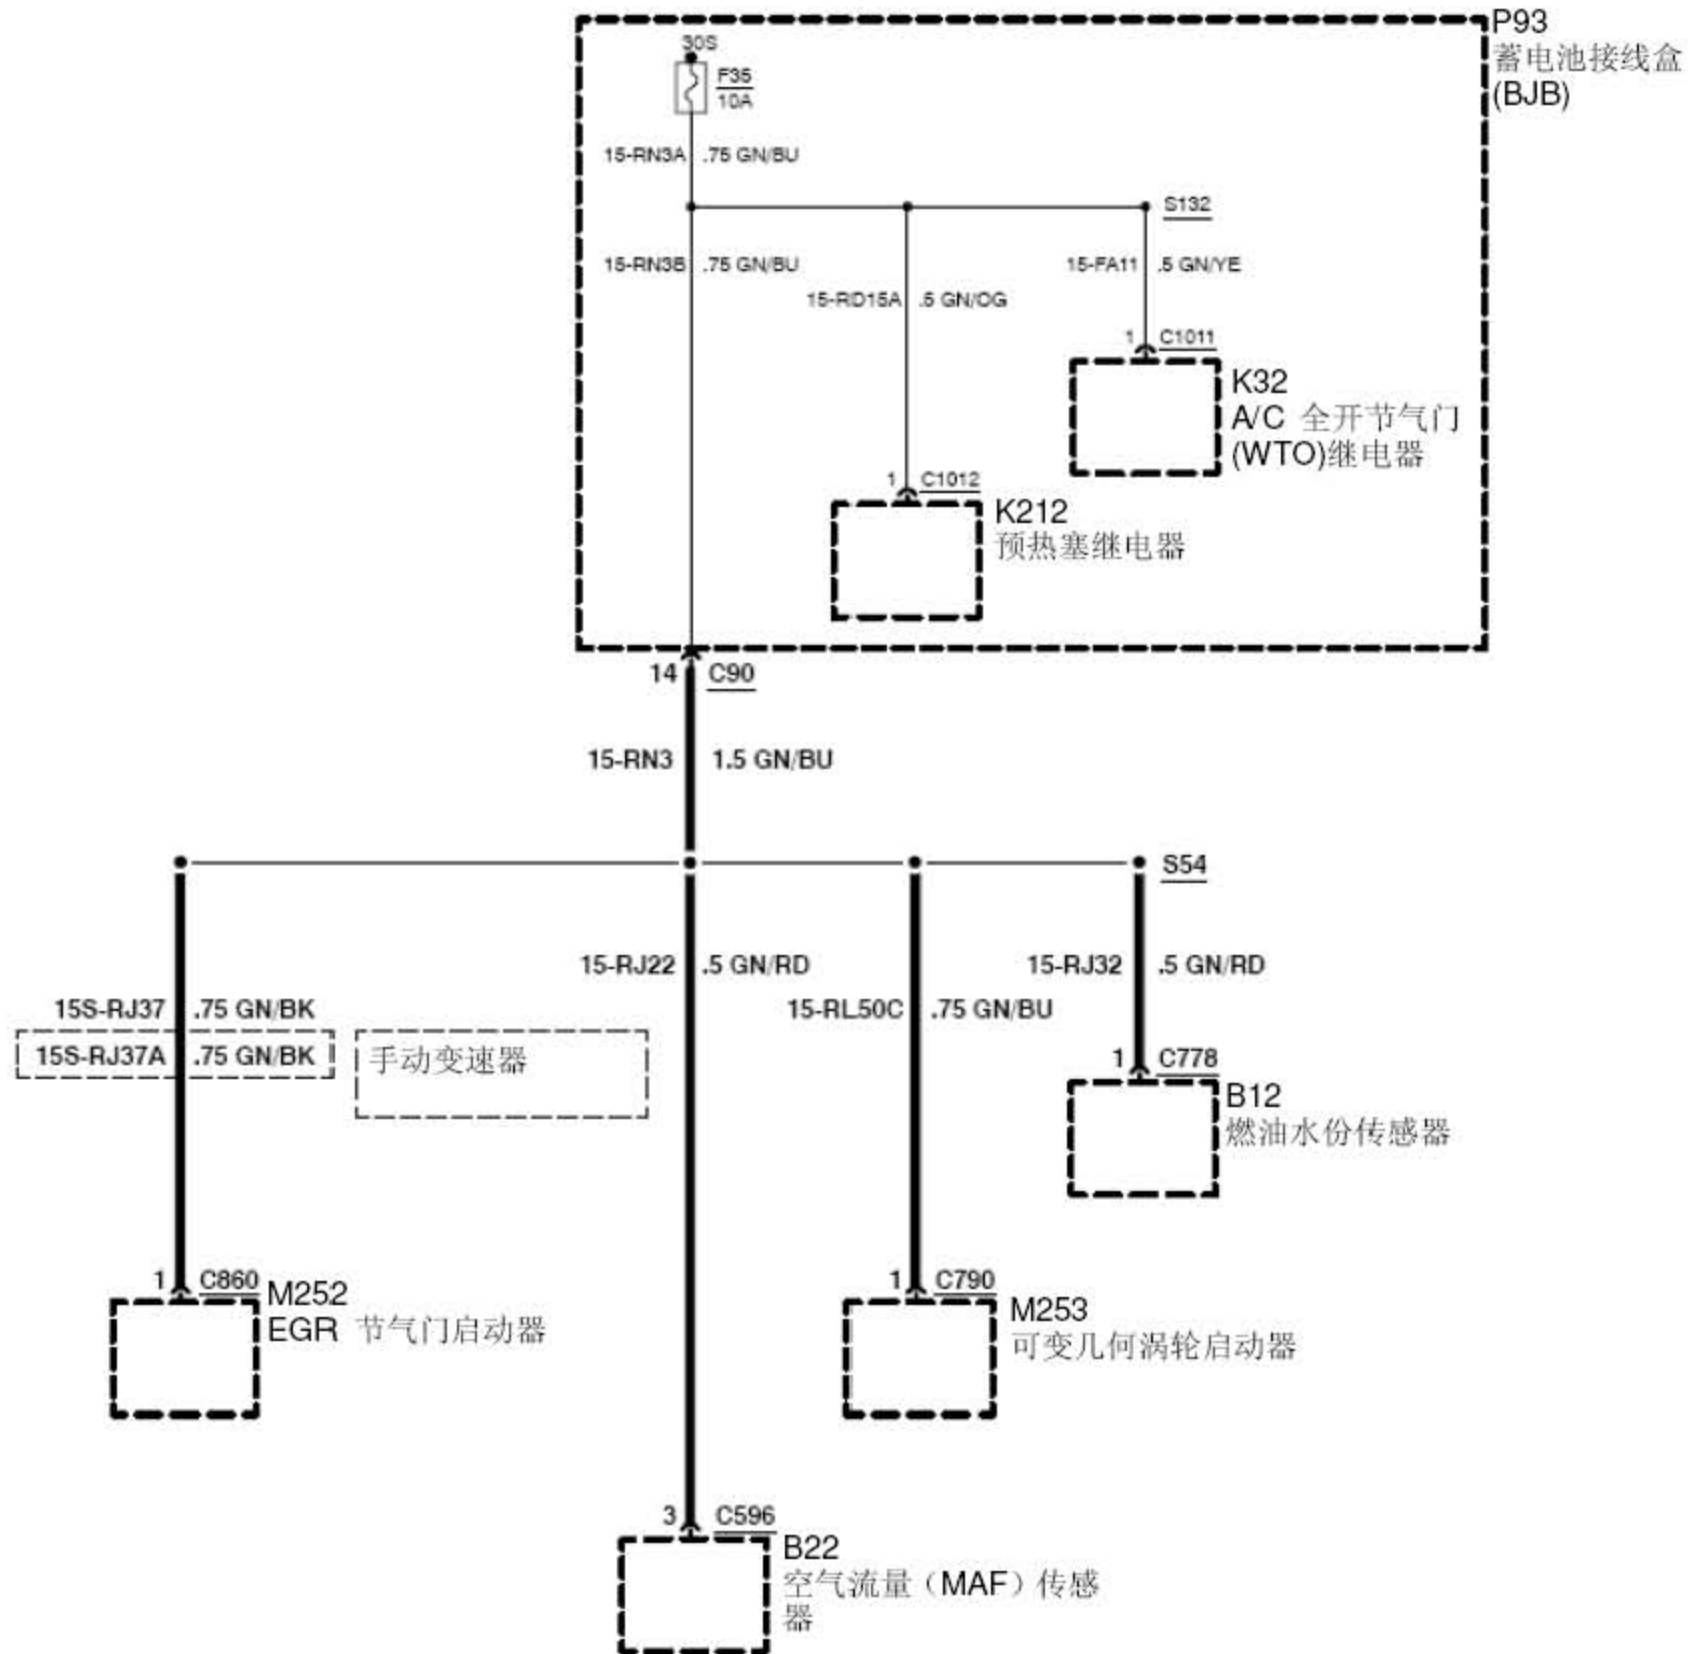 P93
蓄电池接线盒
(BJB)
30S
F35
10A
15-RN3A .75 GN/BU
S132
15-RN3B .75 GN/BU
15-FA11 .5 GN/YE
15-RD15A .5 GN/OG
1 C1011
K32
A/C 全开节气门
(WTO)继电器
1 C1012
K212
预热塞继电器
14 C90
15-RN3 1.5 GN/BU
S54
15-RJ22 .5 GN/RD
15-RJ32 .5 GN/RD
15S-RJ37 .75 GN/BK
15-RL50C .75 GN/BU
15S-RJ37A .75 GN/BK
手动变速器
1 C778
B12
燃油水份传感器
1 C860
M252
EGR 节气门启动器
1 C790
M253
可变几何涡轮启动器
3 C596
B22
空气流量（MAF）传感
器